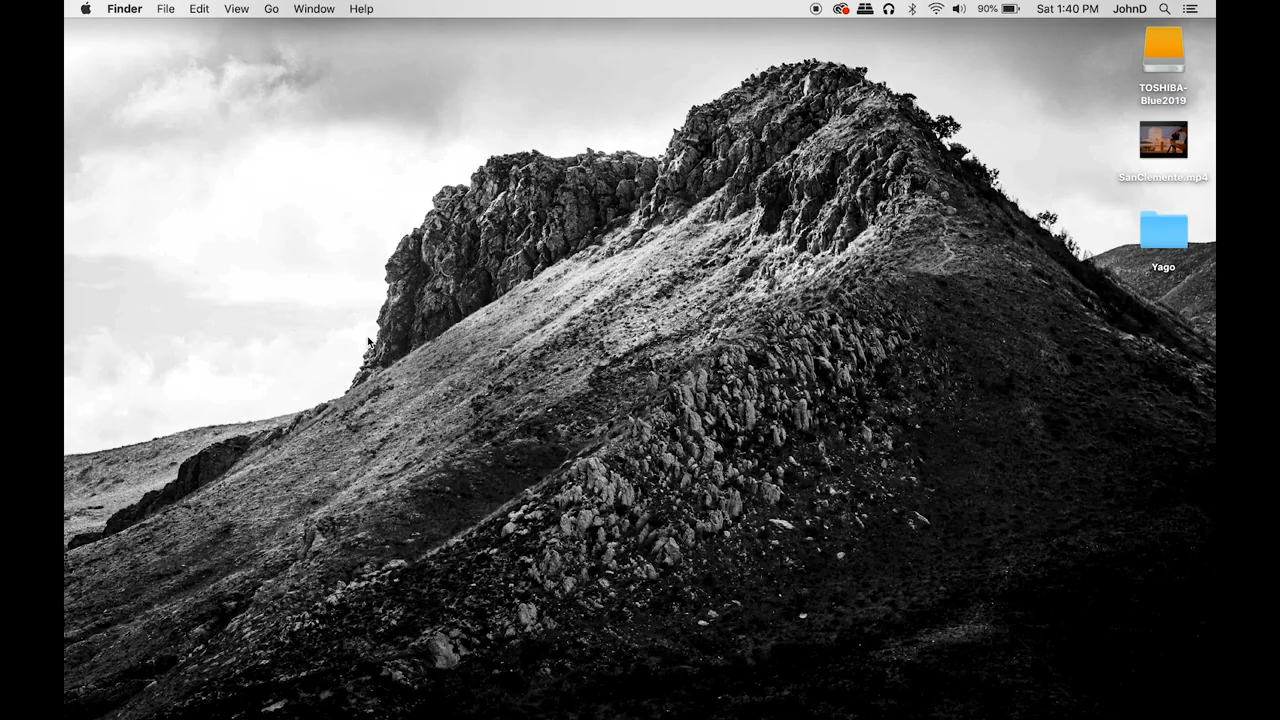 Finder File Edit View Go Window Help 90% Sat 1:40 PM JohnD
TOSHIBA-
Blue2019
SanClemente.mp4
Yago